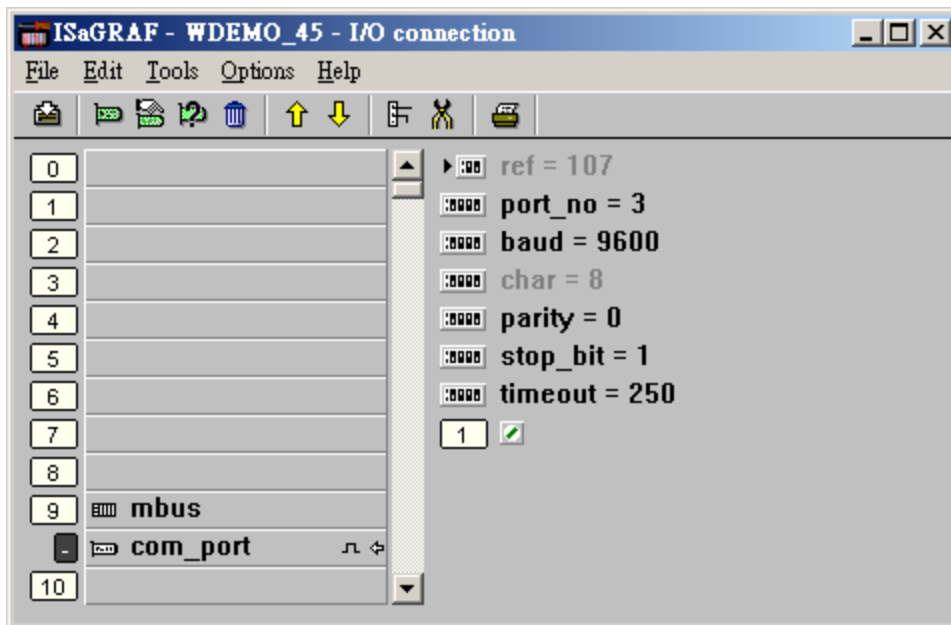 ISaGRAF - WDEMO_45 - I/O connection
File Edit Tools Options Help
0
1
2
3
4
5
6
7
8
9 mbus
- com_port
10
ref = 107
port_no = 3
baud = 9600
char = 8
parity = 0
stop_bit = 1
timeout = 250
1